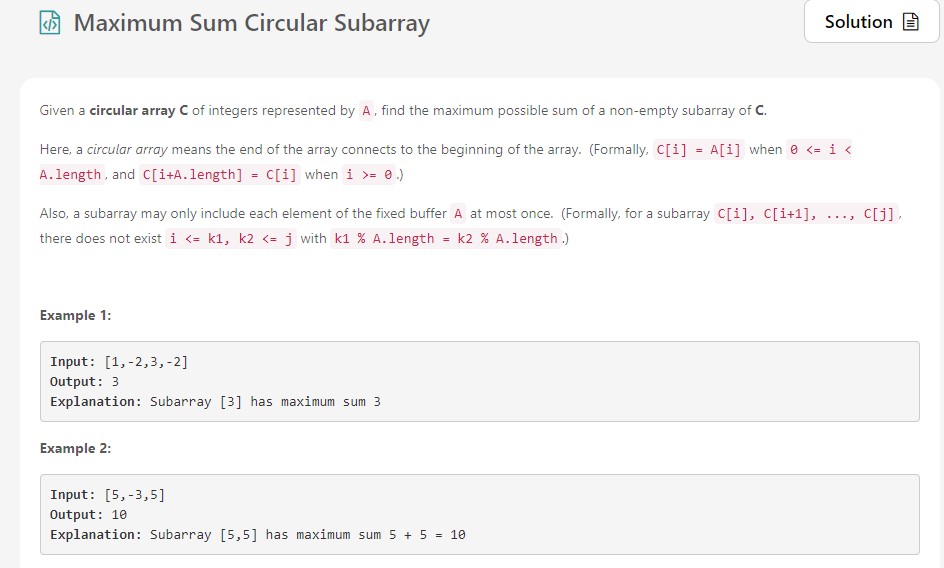 Maximum Sum Circular Subarray
Solution
Given a circular array C of integers represented by A, find the maximum possible sum of a non-empty subarray of C.
Here, a circular array means the end of the array connects to the beginning of the array. (Formally, C[i] = A[i] when 0 <= i <
A.length, and C[i+A.length] = C[i] when i >= 0.)
Also, a subarray may only include each element of the fixed buffer A at most once. (Formally, for a subarray C[i], C[i+1], ..., C[j],
there does not exist i <= k1, k2 <= j with k1 % A.length = k2 % A.length.)
Example 1:
Input: [1,-2,3,-2]
Output: 3
Explanation: Subarray [3] has maximum sum 3
Example 2:
Input: [5,-3,5]
Output: 10
Explanation: Subarray [5,5] has maximum sum 5 + 5 = 10